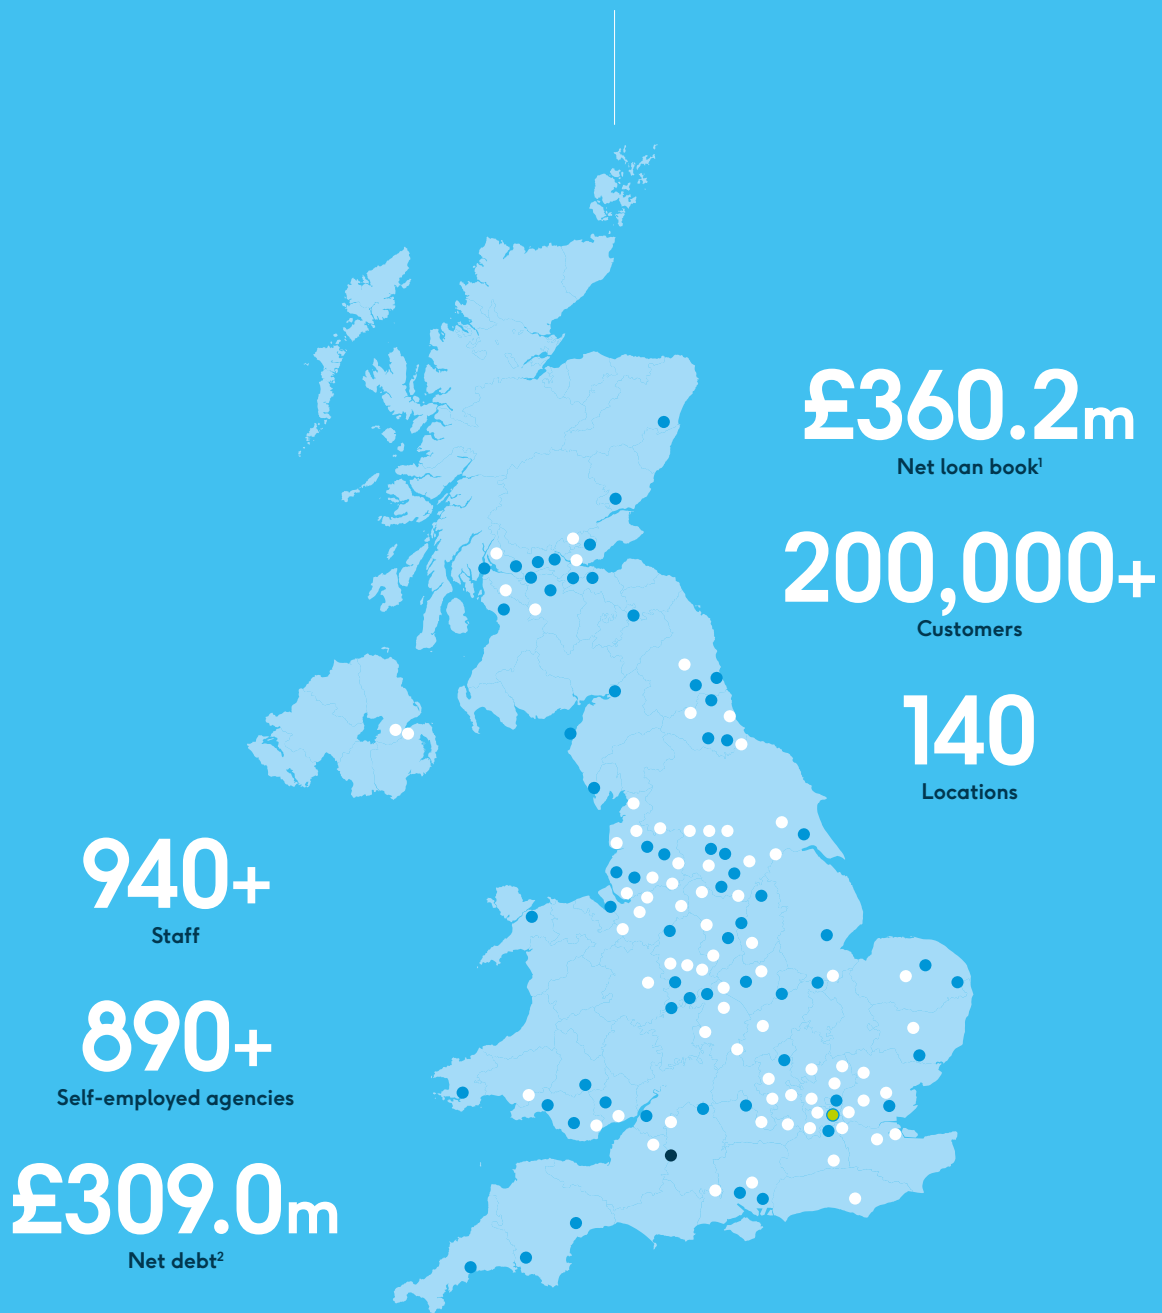 £360.2m
Net loan book¹
200,000+
Customers
140
Locations
940+
Staff
890+
Self-employed agencies
£309.0m
Net debt²